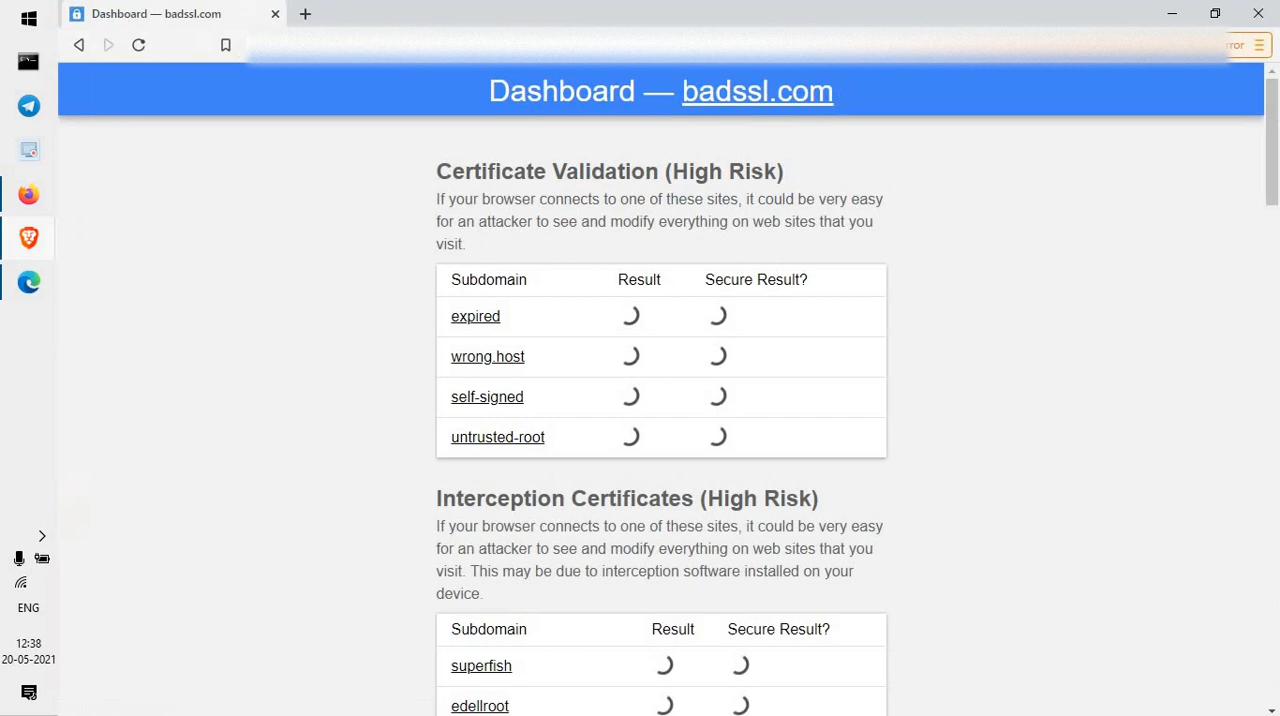 Dashboard — badssl.com
Dashboard — badssl.com
Certificate Validation (High Risk)
If your browser connects to one of these sites, it could be very easy
for an attacker to see and modify everything on web sites that you
visit.
Subdomain Result Secure Result?
expired
wrong.host
self-signed
untrusted-root
Interception Certificates (High Risk)
If your browser connects to one of these sites, it could be very easy
for an attacker to see and modify everything on web sites that you
visit. This may be due to interception software installed on your
device.
Subdomain Result Secure Result?
superfish
edellroot
ENG
12:38
20-05-2021